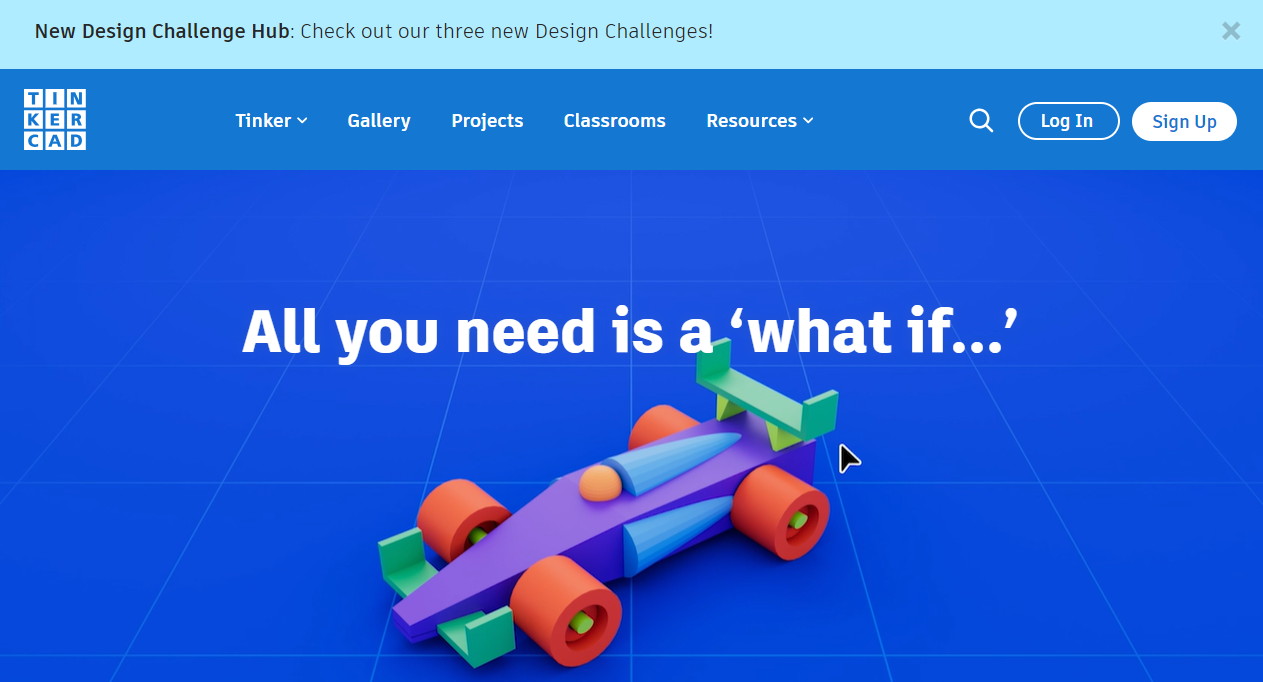 New Design Challenge Hub: Check out our three new Design Challenges!
TIN
KER
CAD
Tinker
Gallery
Projects
Classrooms
Resources
Log In
Sign Up
All you need is a ‘what if...’